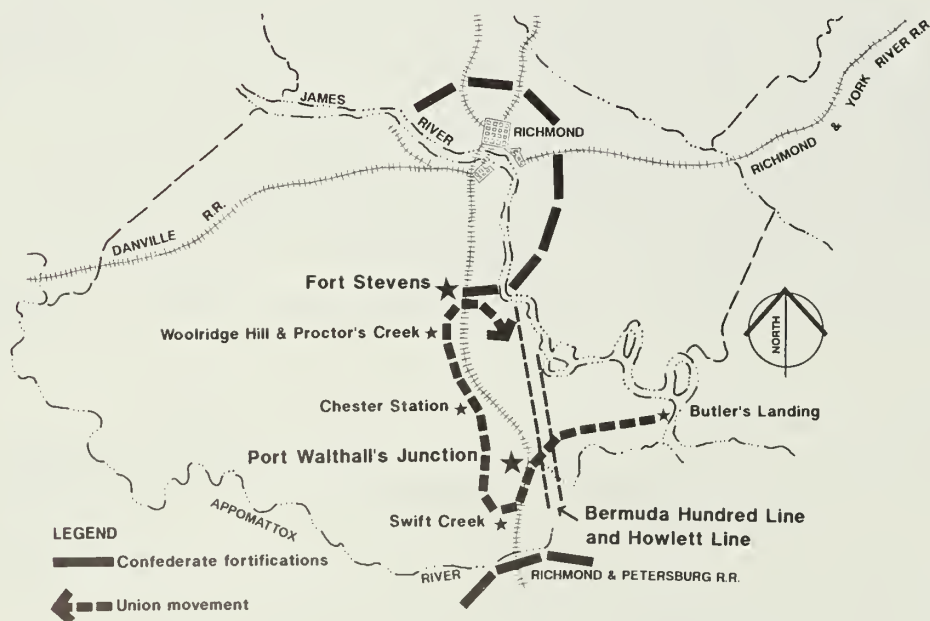 JAMES
RIVER
RICHMOND
RICHMOND & YORK RIVER R.R.
DANVILLE R.R.
Fort Stevens
Woolridge Hill & Proctor's Creek
NORTH
Chester Station
Butler's Landing
Port Walthall's Junction
Swift Creek
Bermuda Hundred Line
and Howlett Line
APPOMATTOX
RIVER
RICHMOND & PETERSBURG R.R.
LEGEND
Confederate fortifications
Union movement